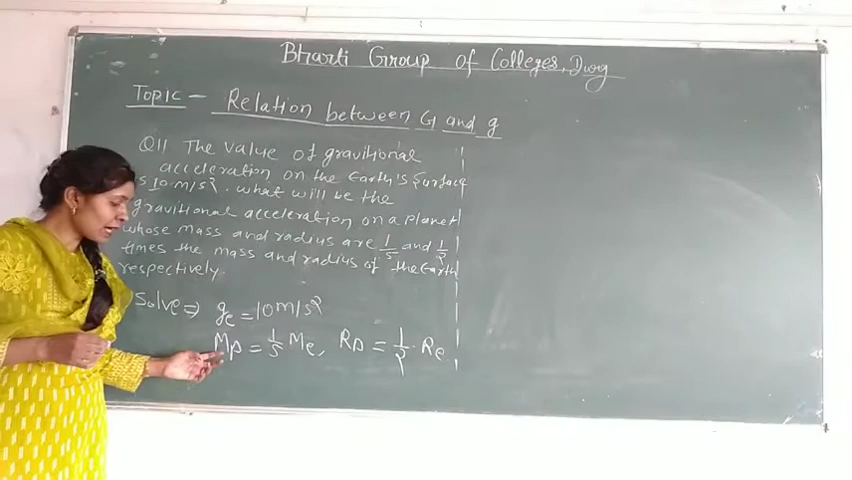 Bharti Group of Colleges, Durg
Topic - Relation between G and g
Q11 The value of gravitional
acceleration on the Earth's Surface
is 10 m/s². what will be the
gravitional acceleration on a planet
whose mass and radius are 1/5 and 1/2
times the mass and radius of the Earth
respectively.
Solve ⇒ ge = 10 m/s²
Mp = 1/5 Me, Rp = 1/2 . Re